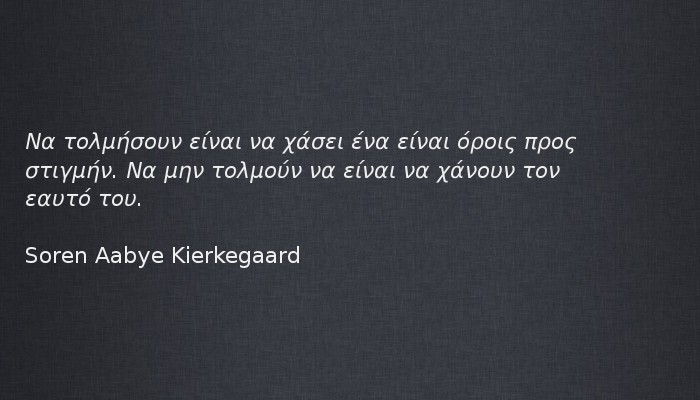 Να τολμήσουν είναι να χάσει ένα είναι όροις προς
στιγμήν. Να μην τολμούν να είναι να χάνουν τον
εαυτό του.
Soren Aabye Kierkegaard